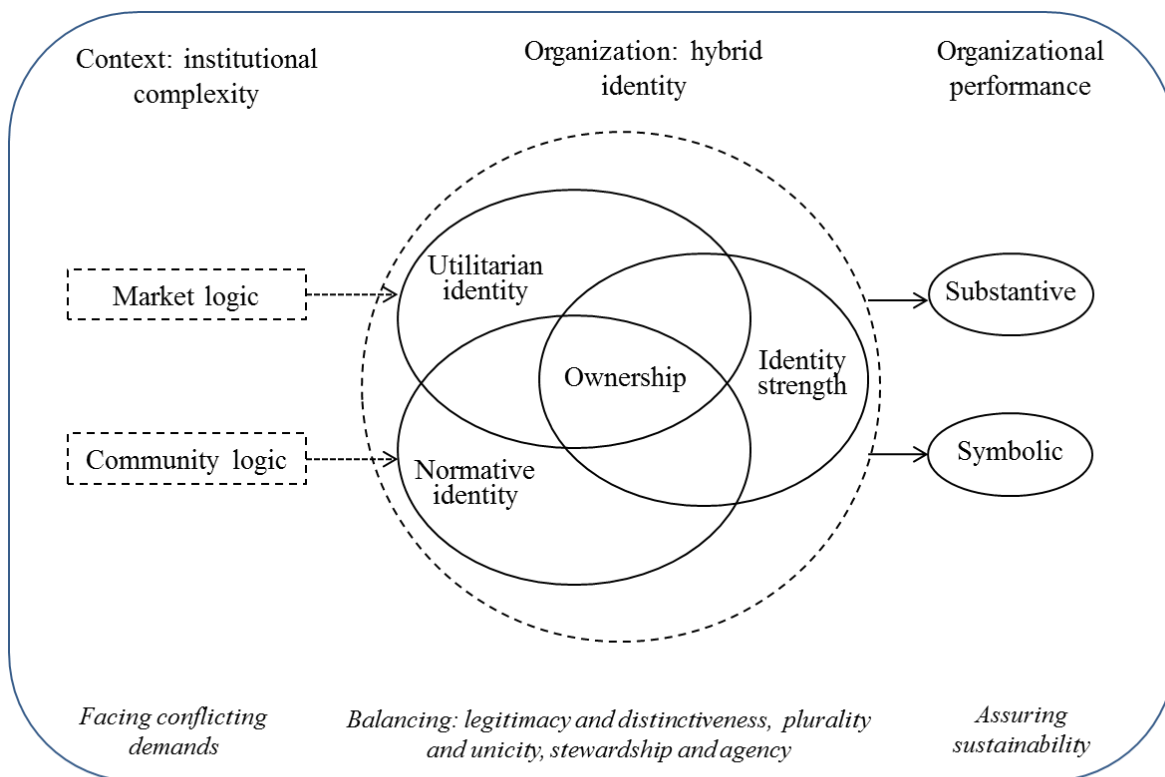 Context: institutional
complexity
Organization: hybrid
identity
Organizational
performance
Utilitarian
identity
Market logic
Substantive
Ownership
Identity
strength
Community logic
Normative
identity
Symbolic
Facing conflicting
demands
Balancing: legitimacy and distinctiveness, plurality
and unicity, stewardship and agency
Assuring
sustainability